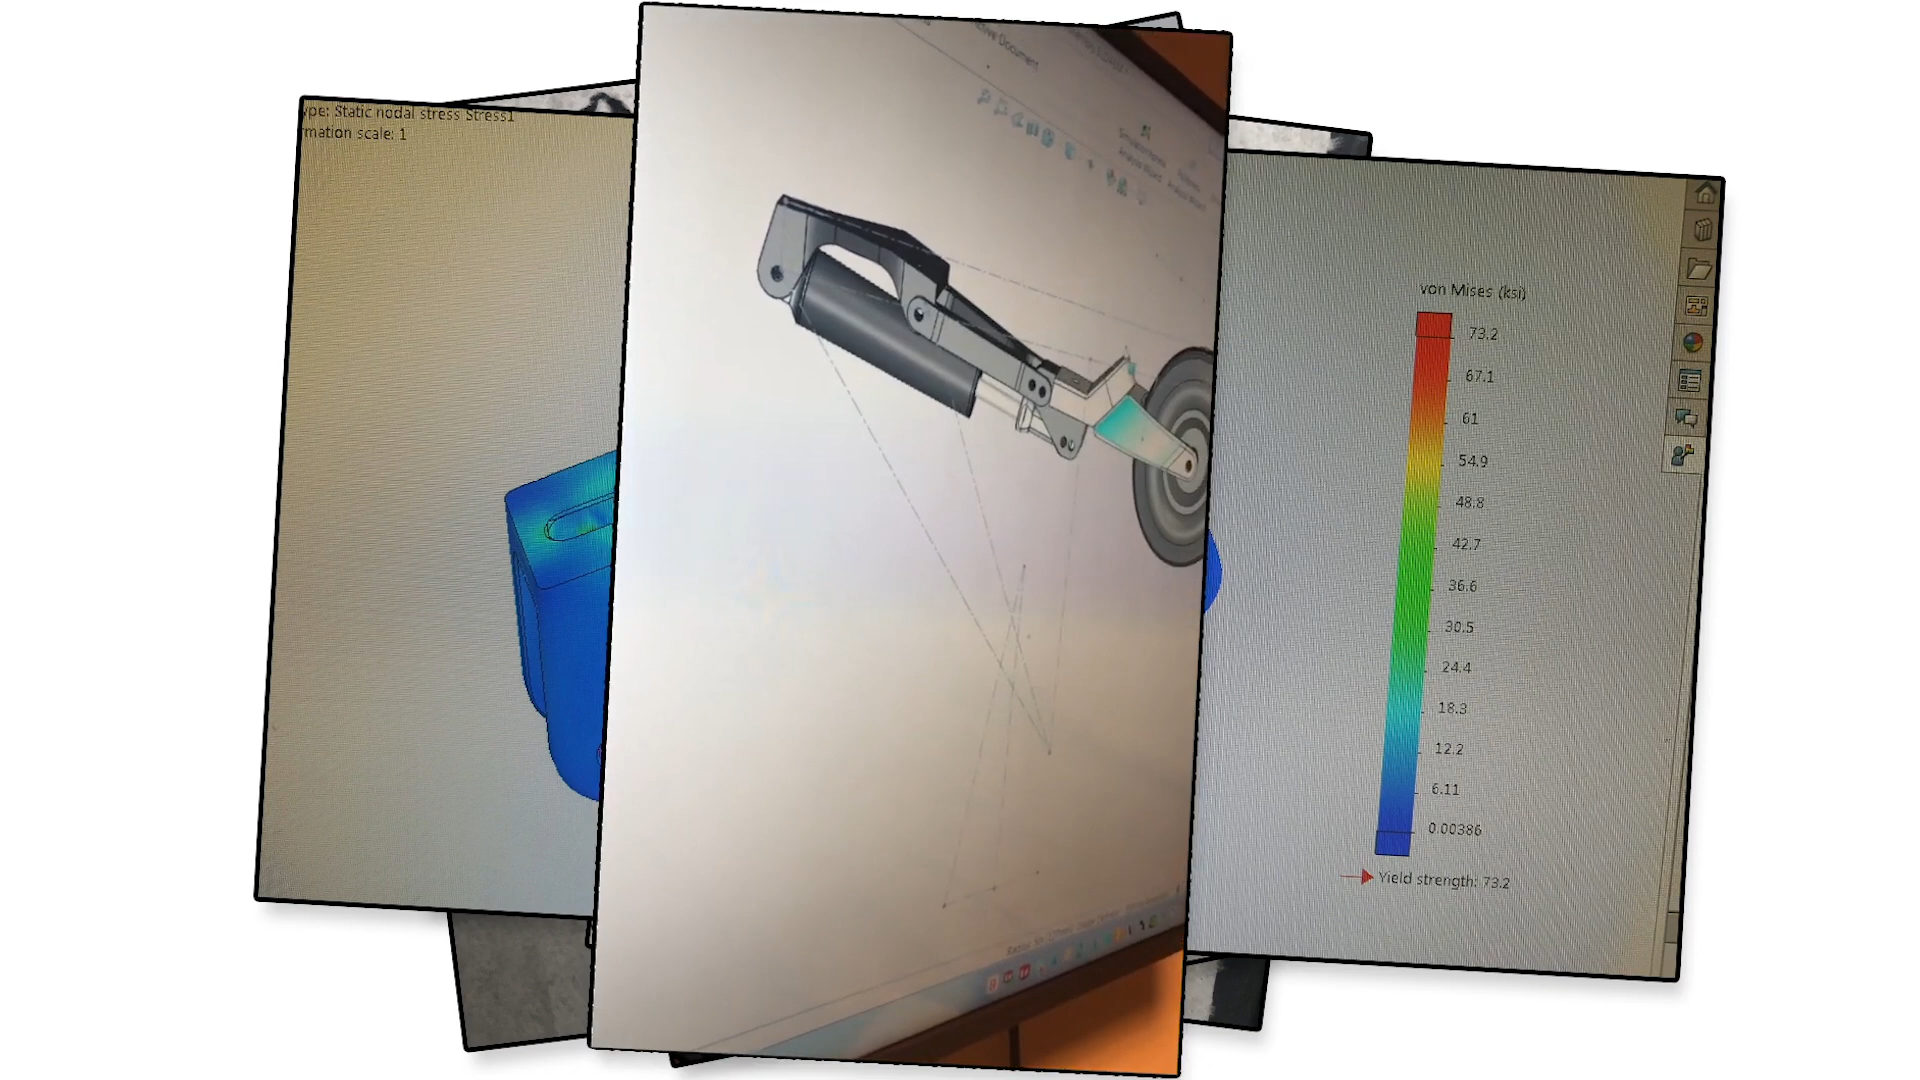 ype: Static nodal stress Stress1
mation scale: 1
Document
von Mises (ksi)
73.2
67.1
61
54.9
48.8
42.7
36.6
30.5
24.4
18.3
12.2
6.11
0.00386
Yield strength: 73.2